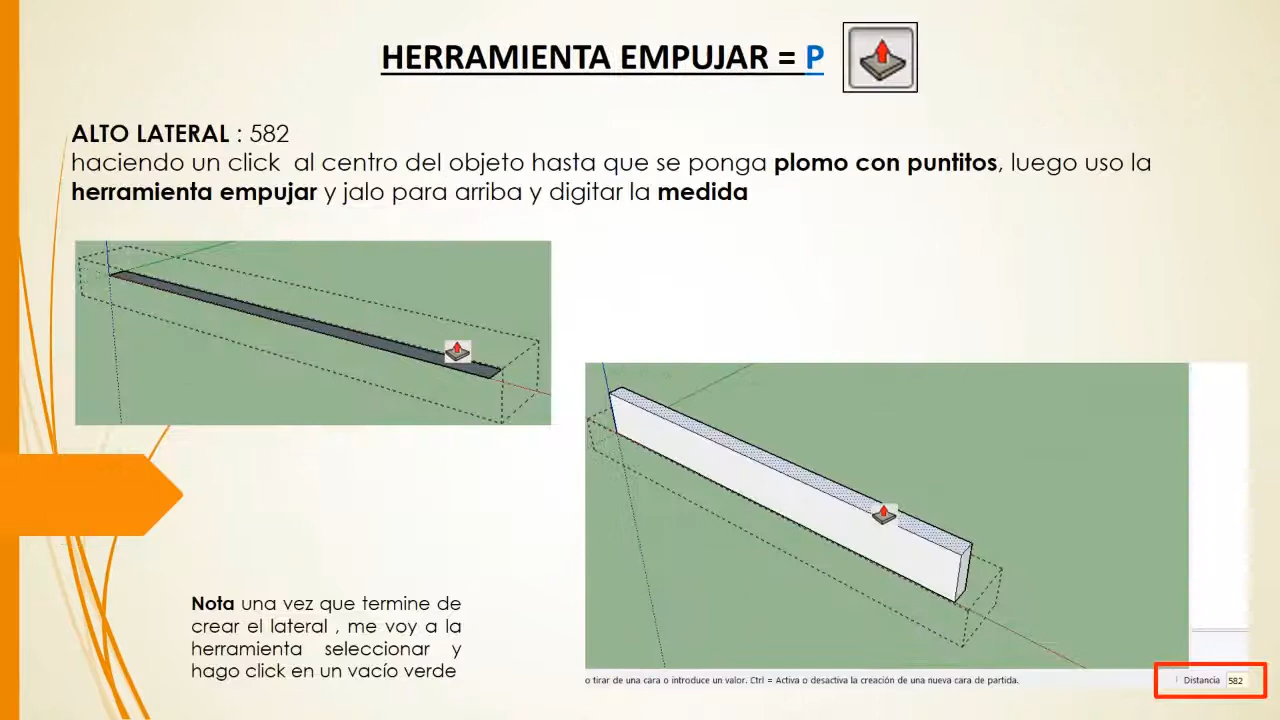 HERRAMIENTA EMPUJAR = P
ALTO LATERAL : 582
haciendo un click al centro del objeto hasta que se ponga plomo con puntitos, luego uso la
herramienta empujar y jalo para arriba y digitar la medida
Nota una vez que termine de
crear el lateral , me voy a la
herramienta seleccionar y
hago click en un vacío verde
o tirar de una cara o introduce un valor. Ctrl = Activa o desactiva la creación de una nueva cara de partida.
Distancia 582